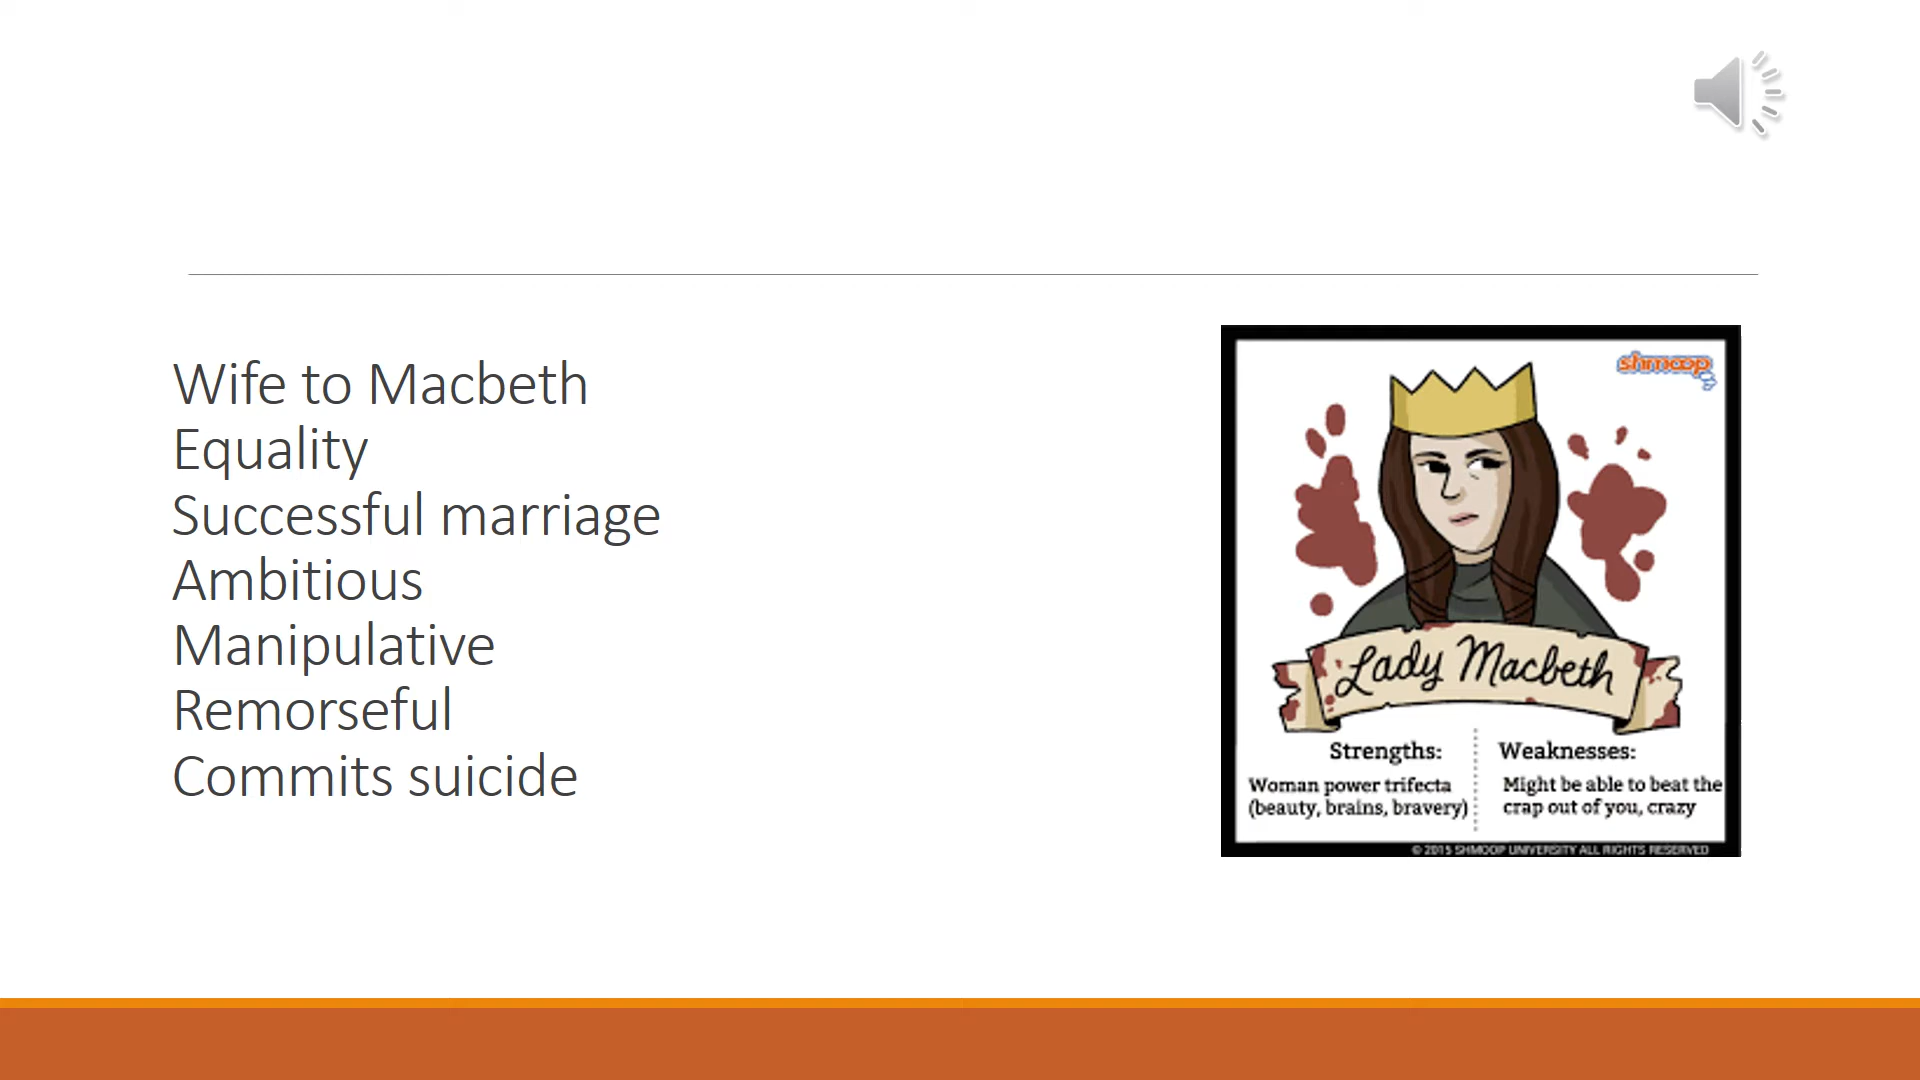 Wife to Macbeth
Equality
Successful marriage
Ambitious
Manipulative
Remorseful
Commits suicide
shmoop
Lady Macbeth
Strengths:
Woman power trifecta
(beauty, brains, bravery)
Weaknesses:
Might be able to beat the
crap out of you, crazy
© 2015 SHMOOP UNIVERSITY ALL RIGHTS RESERVED